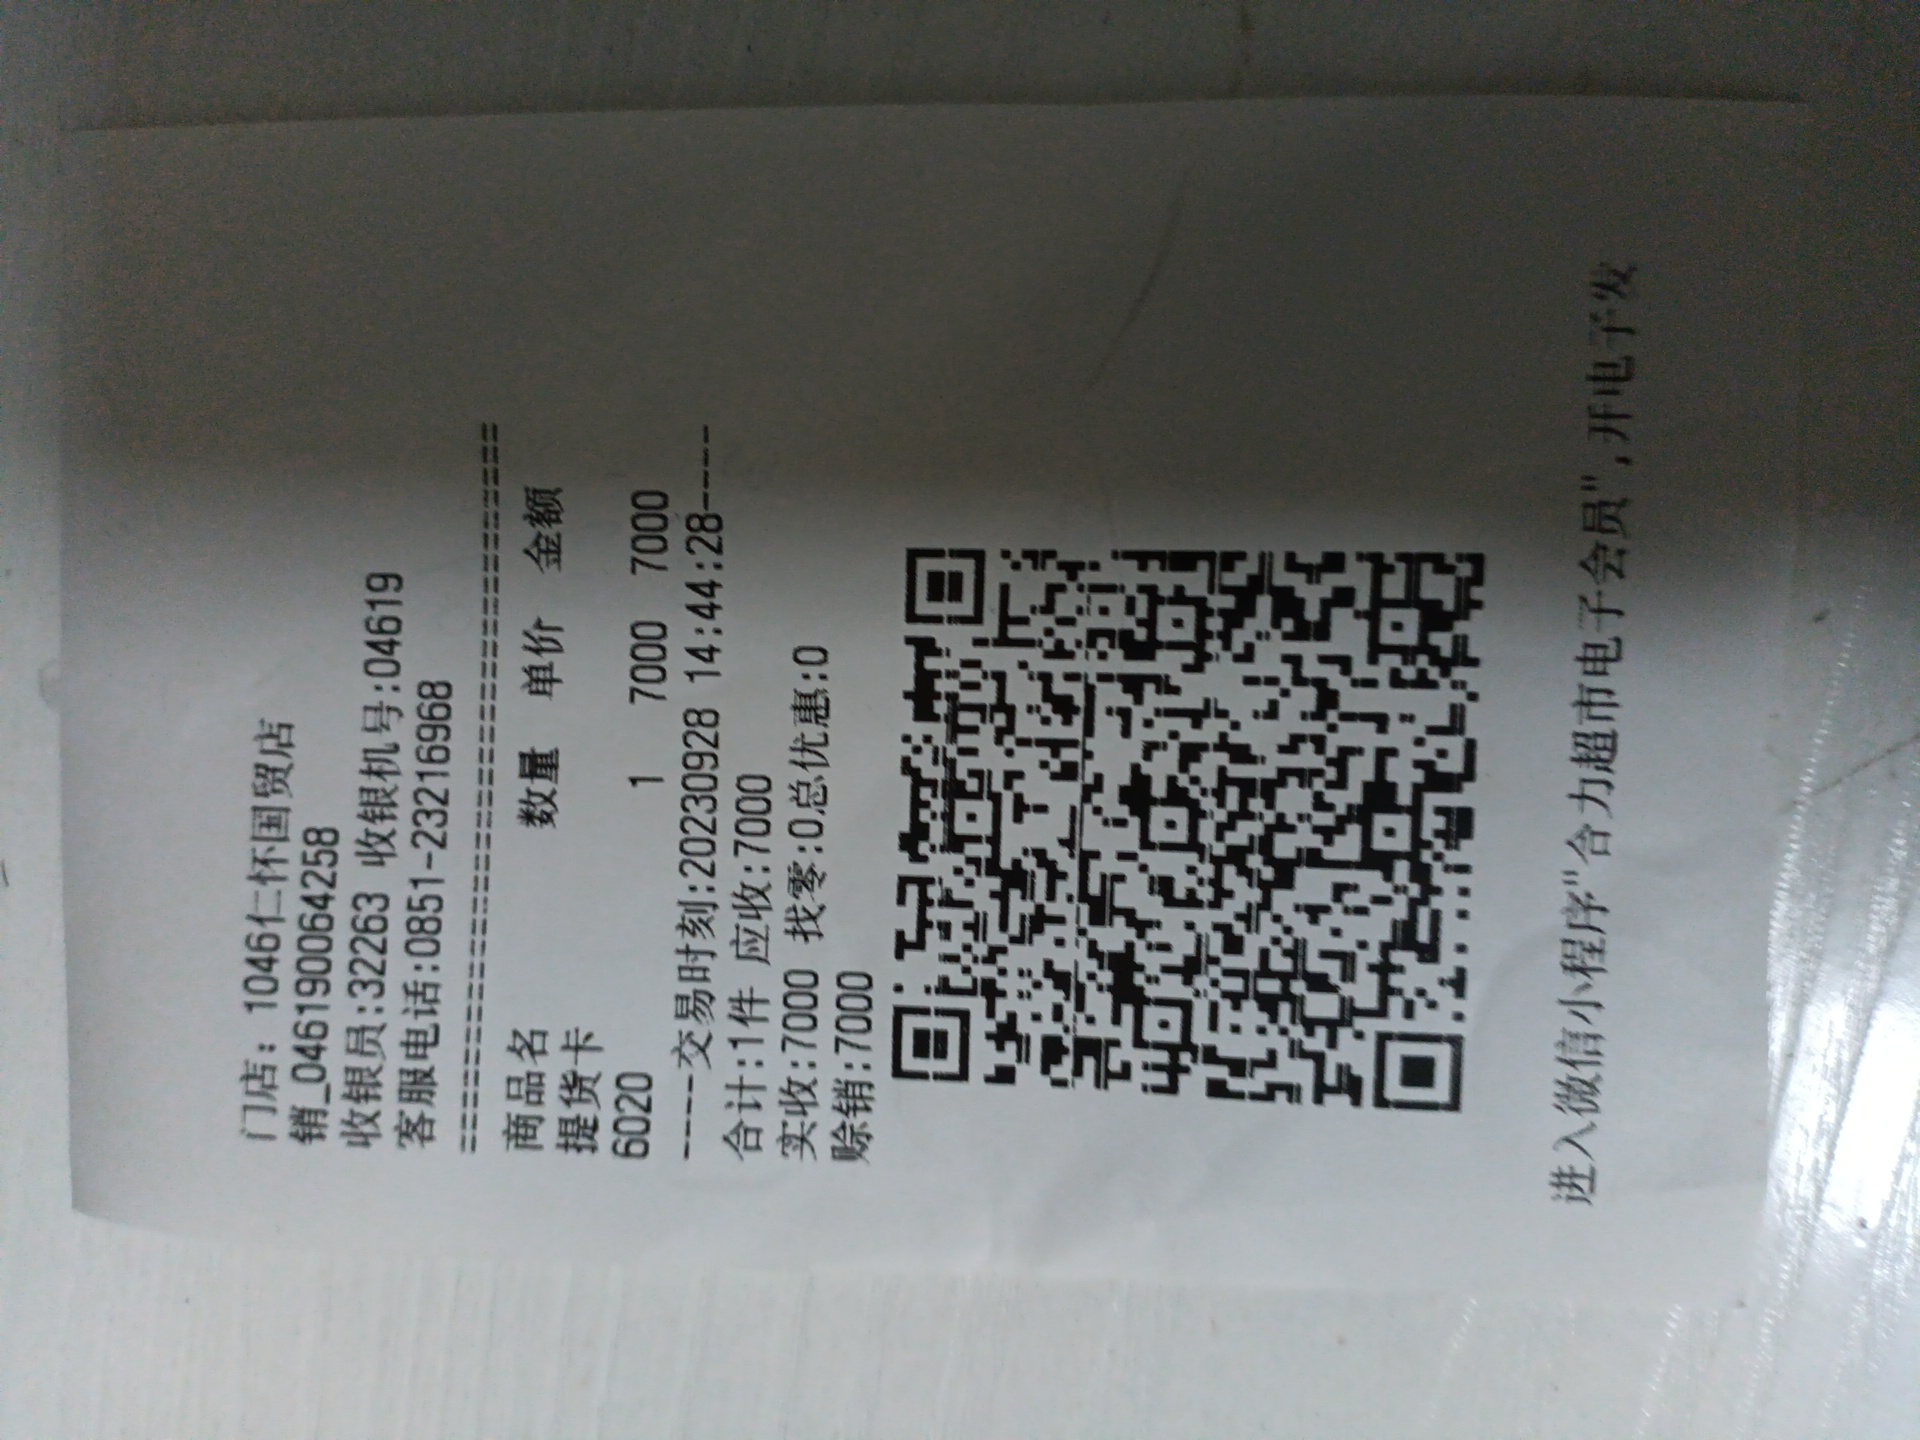 门店: 1046仁怀国贸店
销_0461900064258
收银员:32263 收银机号:04619
客服电话:0851-23216968
==========================================
商品名 数量 单价 金额
提货卡
6020 1 7000 7000
----交易时刻:20230928 14:44:28----
合计:1件 应收:7000
实收:7000 找零:0总优惠:0
赊销:7000
进入微信小程序"合力超市电子会员",开电子发